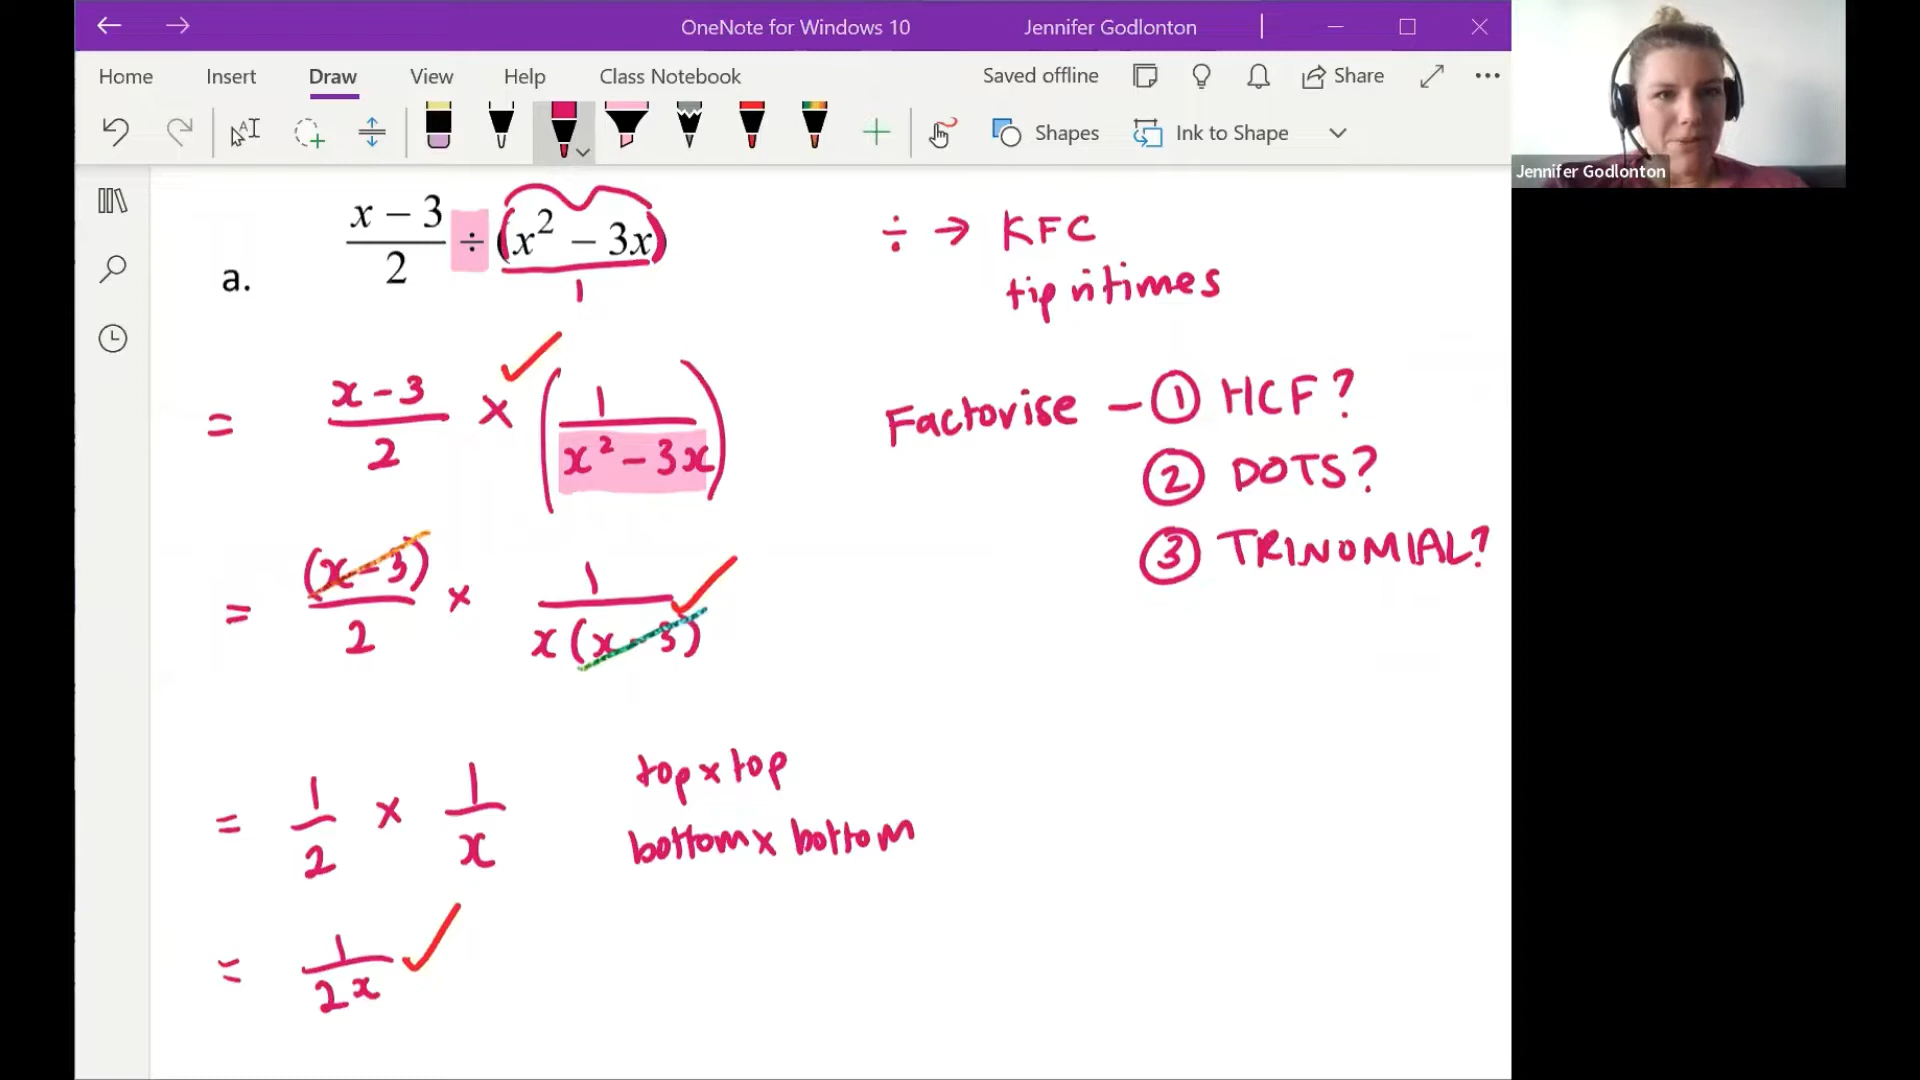 OneNote for Windows 10
Jennifer Godlonton
Home Insert Draw View Help Class Notebook
Saved offline Share
Shapes Ink to Shape
Jennifer Godlonton
a. (x − 3)/2 ÷ (x² − 3x)
1
÷ → KFC
tip n times
= (x − 3)/2 × (1/(x² − 3x))
Factorise – ① HCF?
② DOTS?
③ TRINOMIAL?
= (x − 3)/2 × 1/(x(x − 3))
= 1/2 × 1/x
top x top
bottom x bottom
= 1/2x